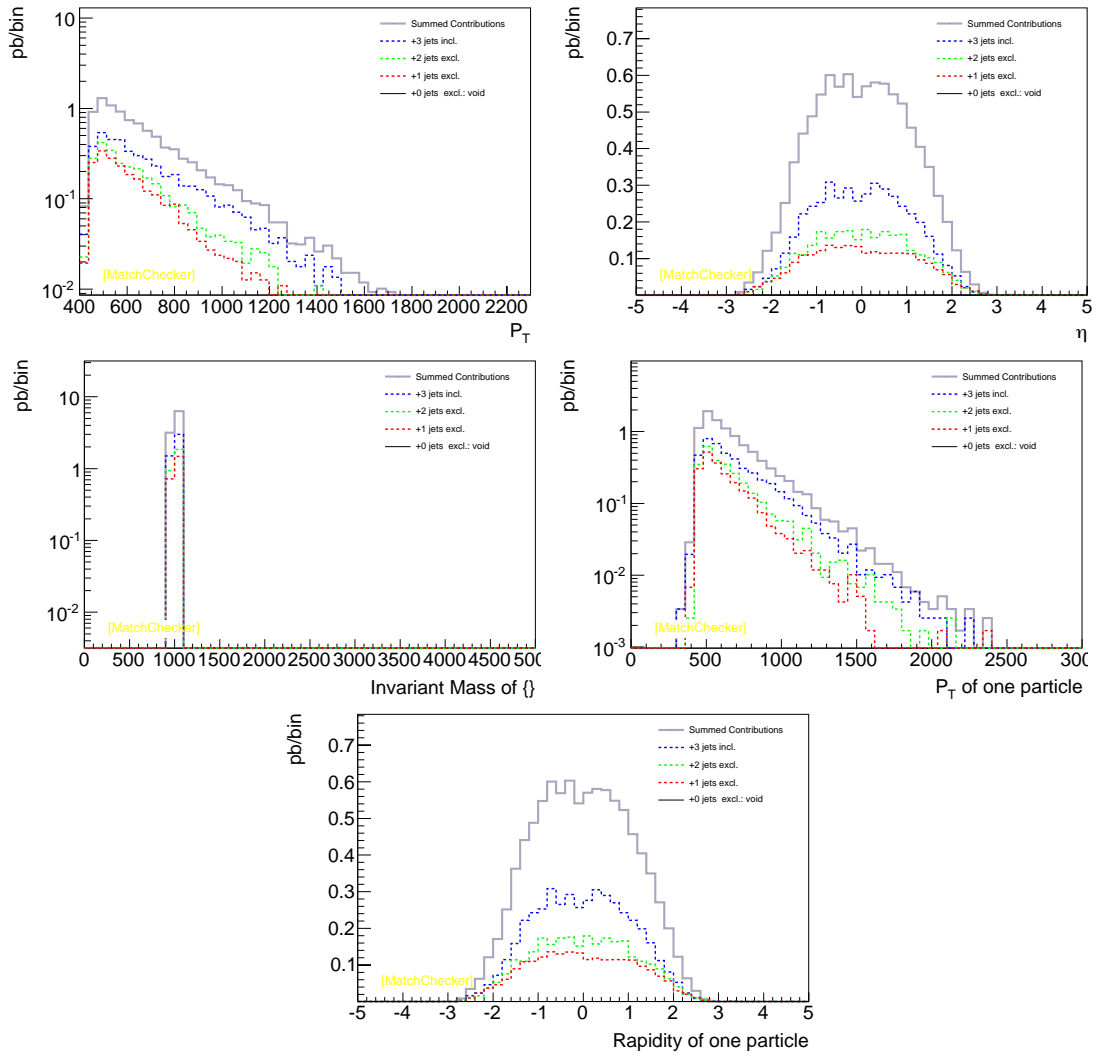 pb/bin
10
1
10-1
10-2
400 600 800 1000 1200 1400 1600 1800 2000 2200
PT
Summed Contributions
+3 jets incl.
+2 jets excl.
+1 jets excl.
+0 jets excl.: void
[MatchChecker]
pb/bin
0.7
0.6
0.5
0.4
0.3
0.2
0.1
-5 -4 -3 -2 -1 0 1 2 3 4 5
η
Summed Contributions
+3 jets incl.
+2 jets excl.
+1 jets excl.
+0 jets excl.: void
[MatchChecker]
pb/bin
10
1
10-1
10-2
0 500 1000 1500 2000 2500 3000 3500 4000 4500 500
Invariant Mass of {}
Summed Contributions
+3 jets incl.
+2 jets excl.
+1 jets excl.
+0 jets excl.: void
[MatchChecker]
pb/bin
1
10-1
10-2
10-3
0 500 1000 1500 2000 2500 300
PT of one particle
Summed Contributions
+3 jets incl.
+2 jets excl.
+1 jets excl.
+0 jets excl.: void
[MatchChecker]
pb/bin
0.7
0.6
0.5
0.4
0.3
0.2
0.1
-5 -4 -3 -2 -1 0 1 2 3 4 5
Rapidity of one particle
Summed Contributions
+3 jets incl.
+2 jets excl.
+1 jets excl.
+0 jets excl.: void
[MatchChecker]